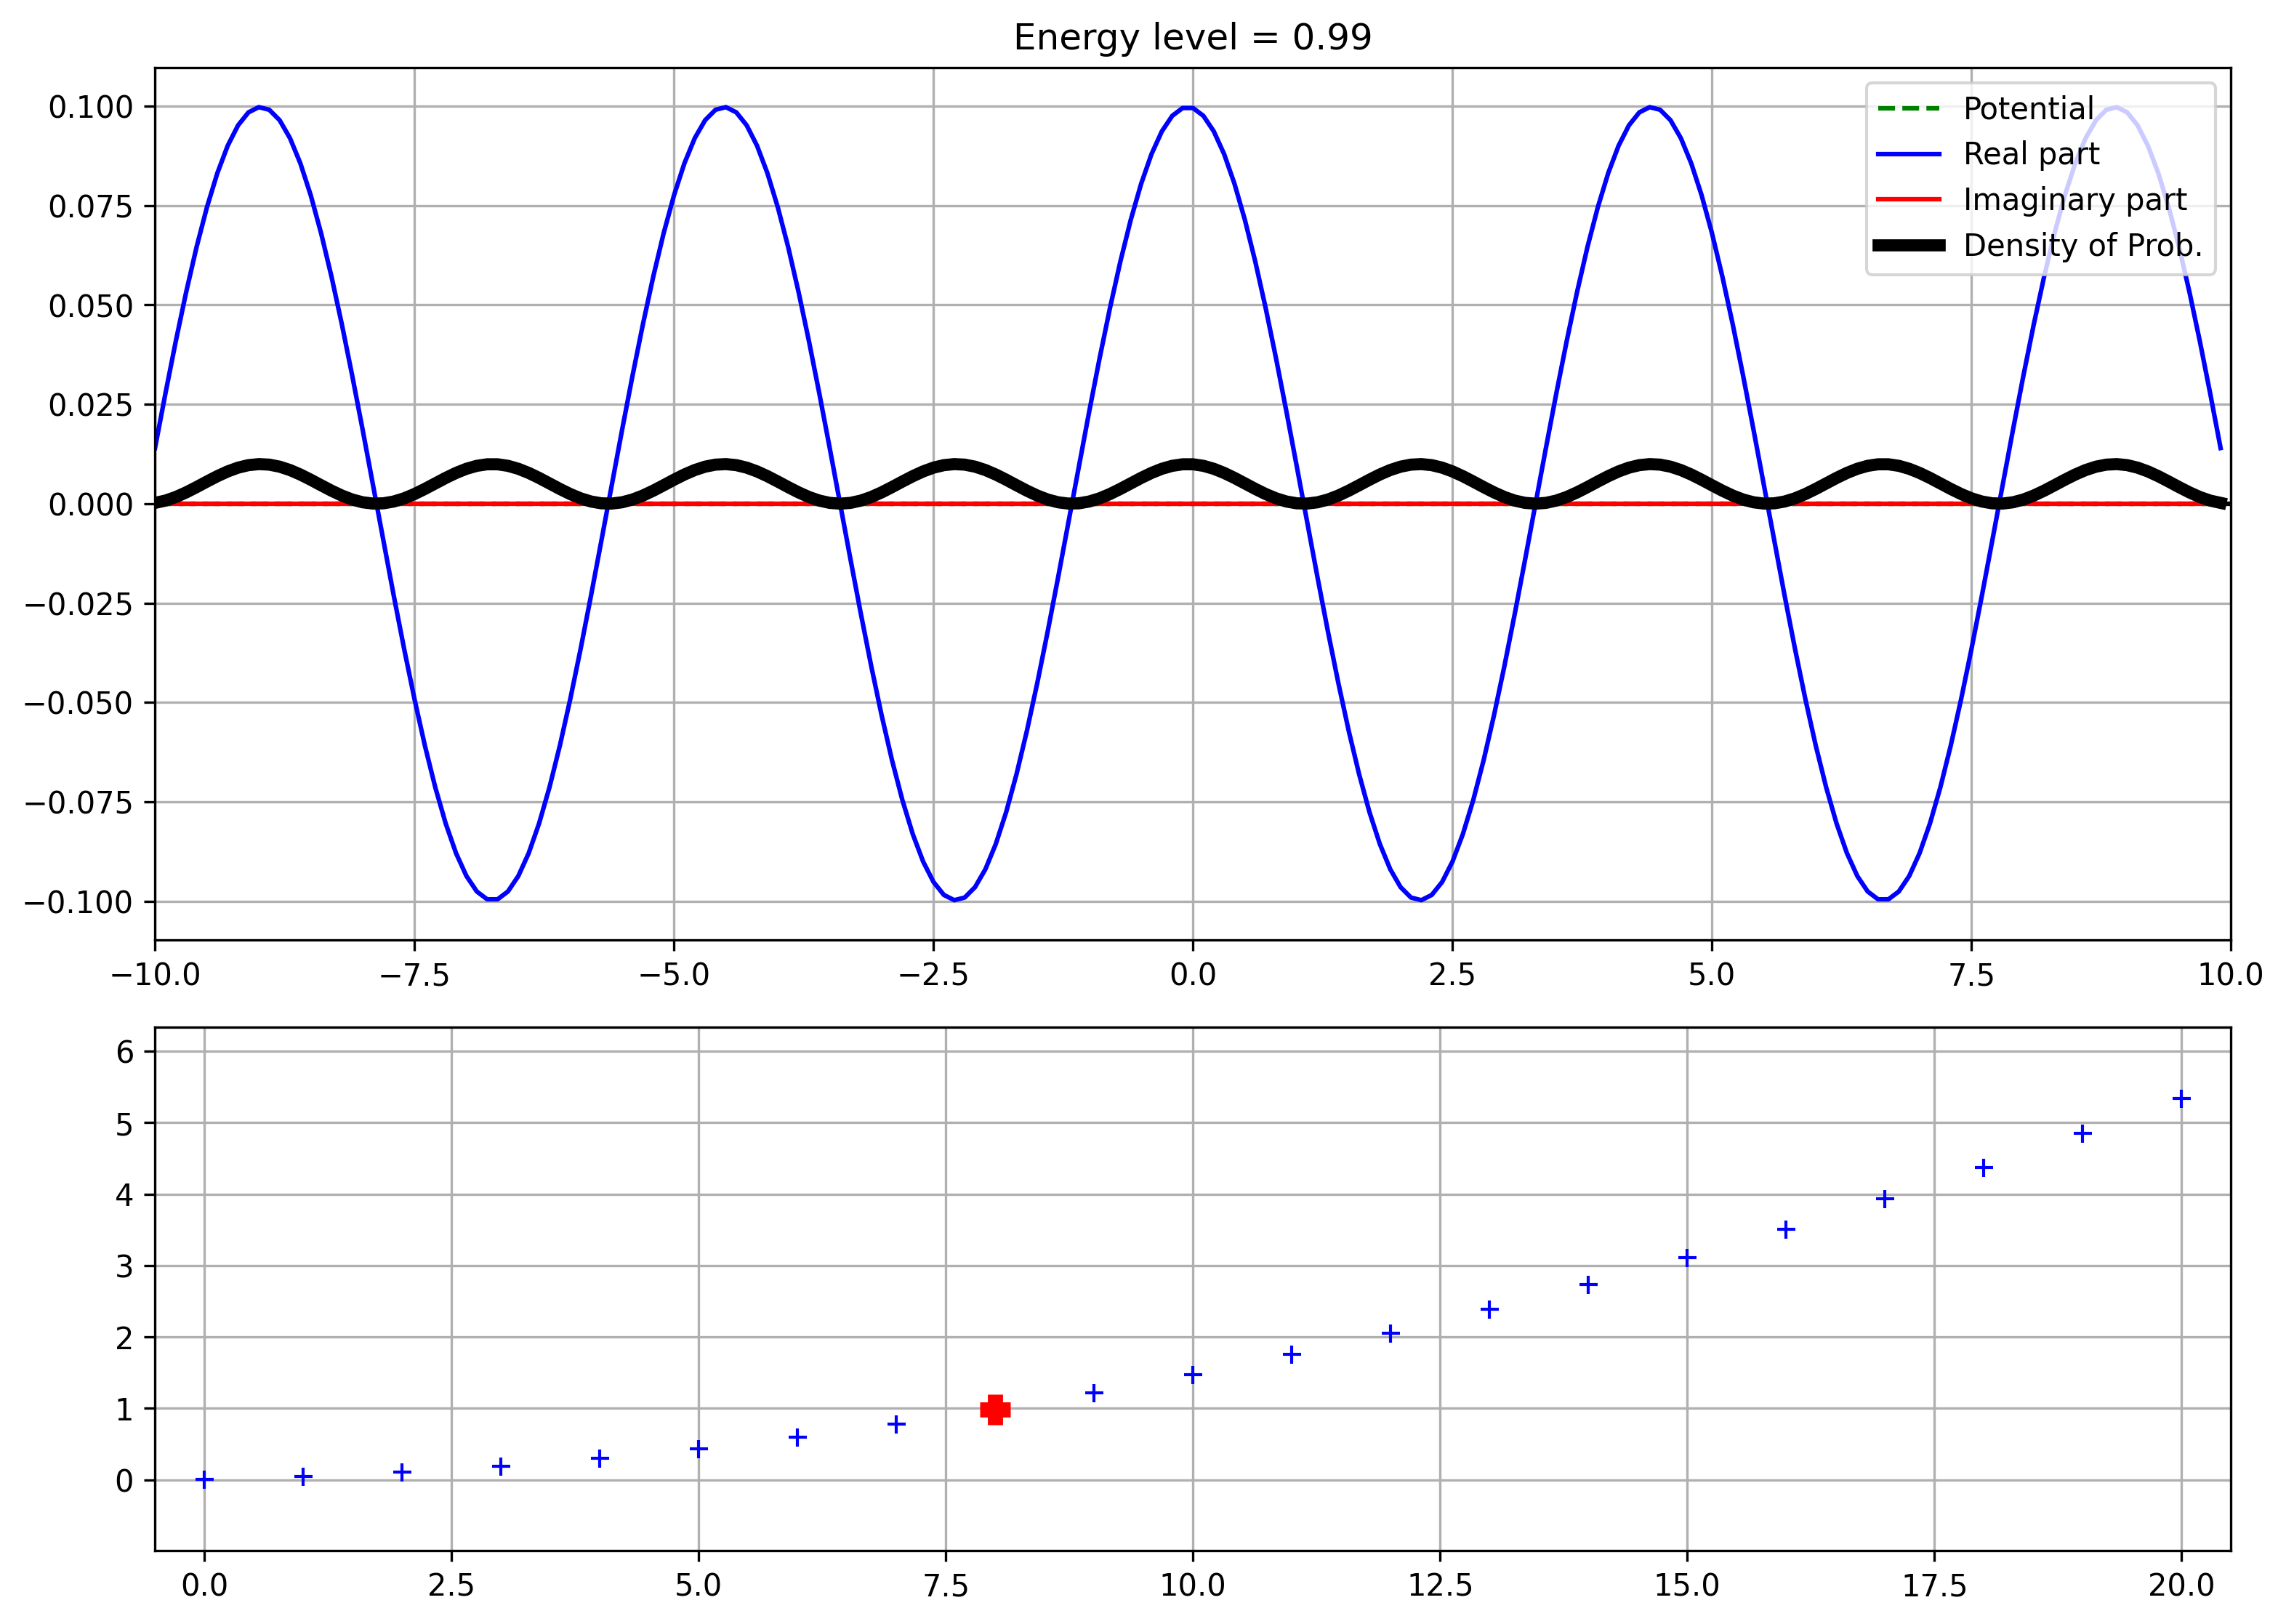 Energy level = 0.99
Potential
Real part
Imaginary part
Density of Prob.
0.100
0.075
0.050
0.025
0.000
−0.025
−0.050
−0.075
−0.100
−10.0 −7.5 −5.0 −2.5 0.0 2.5 5.0 7.5 10.0
6
5
4
3
2
1
0
0.0 2.5 5.0 7.5 10.0 12.5 15.0 17.5 20.0